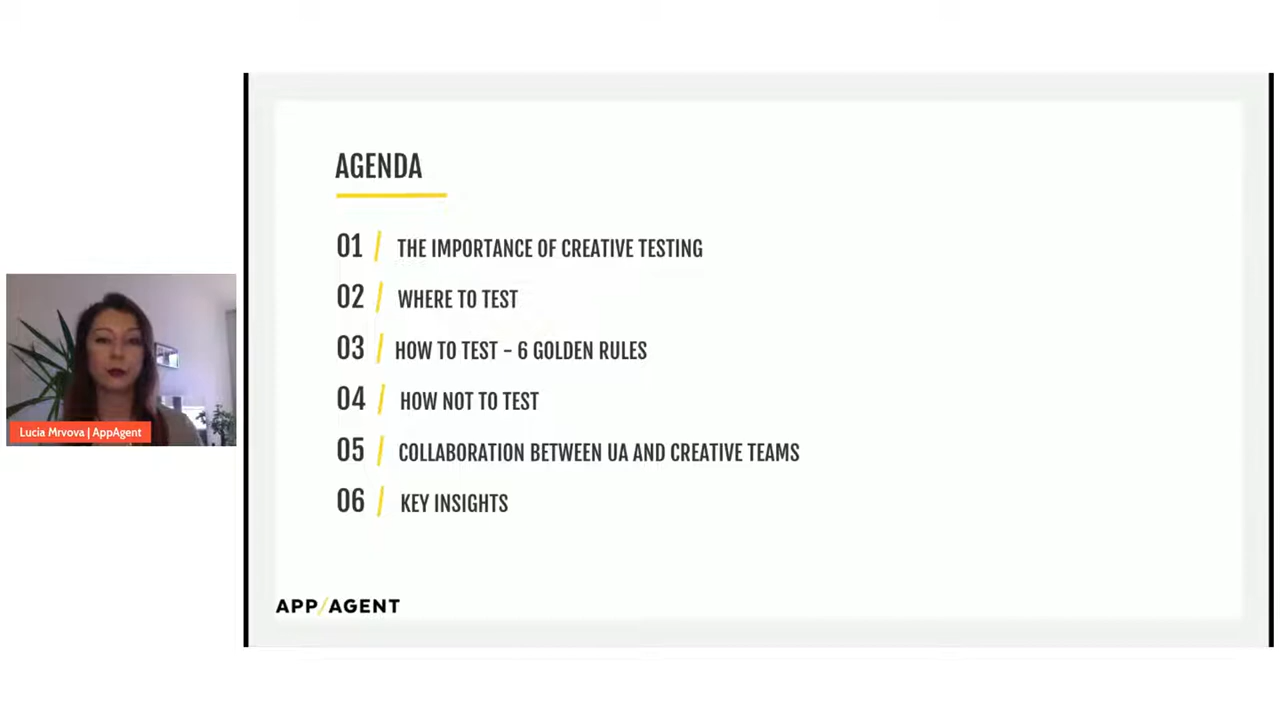 AGENDA
01 / THE IMPORTANCE OF CREATIVE TESTING
02 / WHERE TO TEST
03 / HOW TO TEST - 6 GOLDEN RULES
04 / HOW NOT TO TEST
05 / COLLABORATION BETWEEN UA AND CREATIVE TEAMS
06 / KEY INSIGHTS
Lucia Mrvova | AppAgent
APP/AGENT